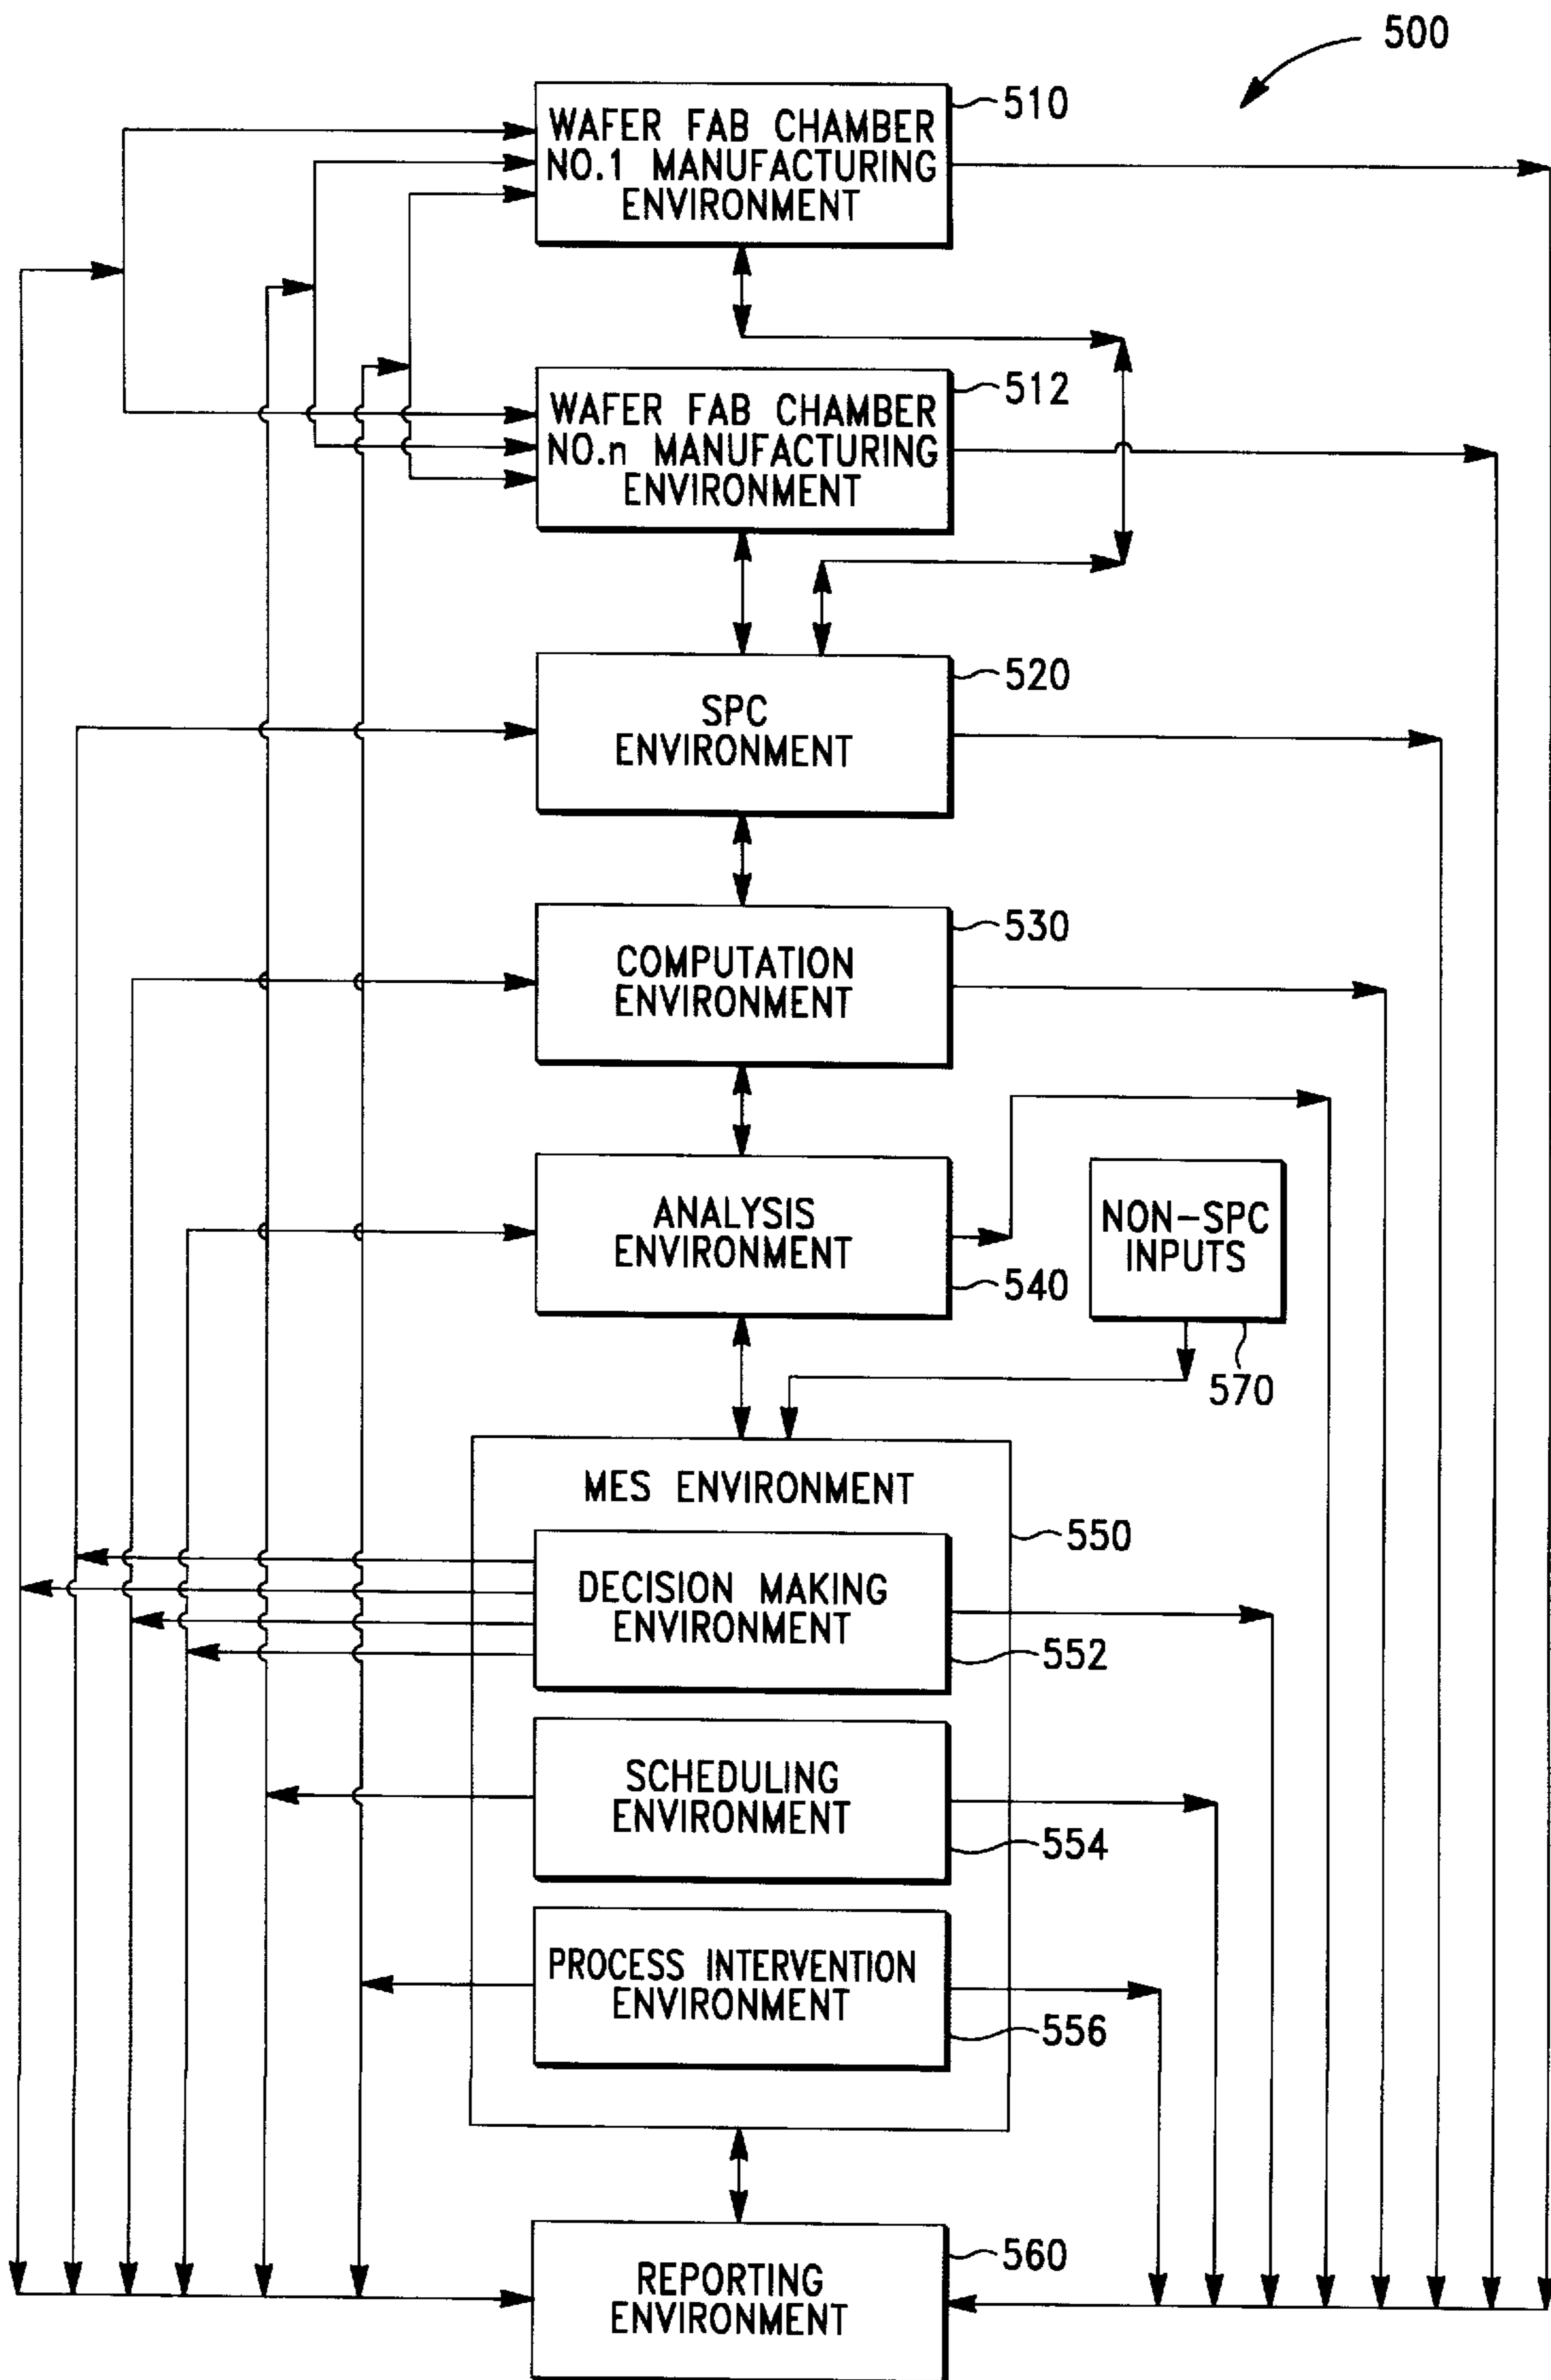 500
WAFER FAB CHAMBER
NO.1 MANUFACTURING
ENVIRONMENT
510
WAFER FAB CHAMBER
NO.n MANUFACTURING
ENVIRONMENT
512
SPC
ENVIRONMENT
520
COMPUTATION
ENVIRONMENT
530
ANALYSIS
ENVIRONMENT
540
NON-SPC
INPUTS
570
MES ENVIRONMENT
550
DECISION MAKING
ENVIRONMENT
552
SCHEDULING
ENVIRONMENT
554
PROCESS INTERVENTION
ENVIRONMENT
556
REPORTING
ENVIRONMENT
560